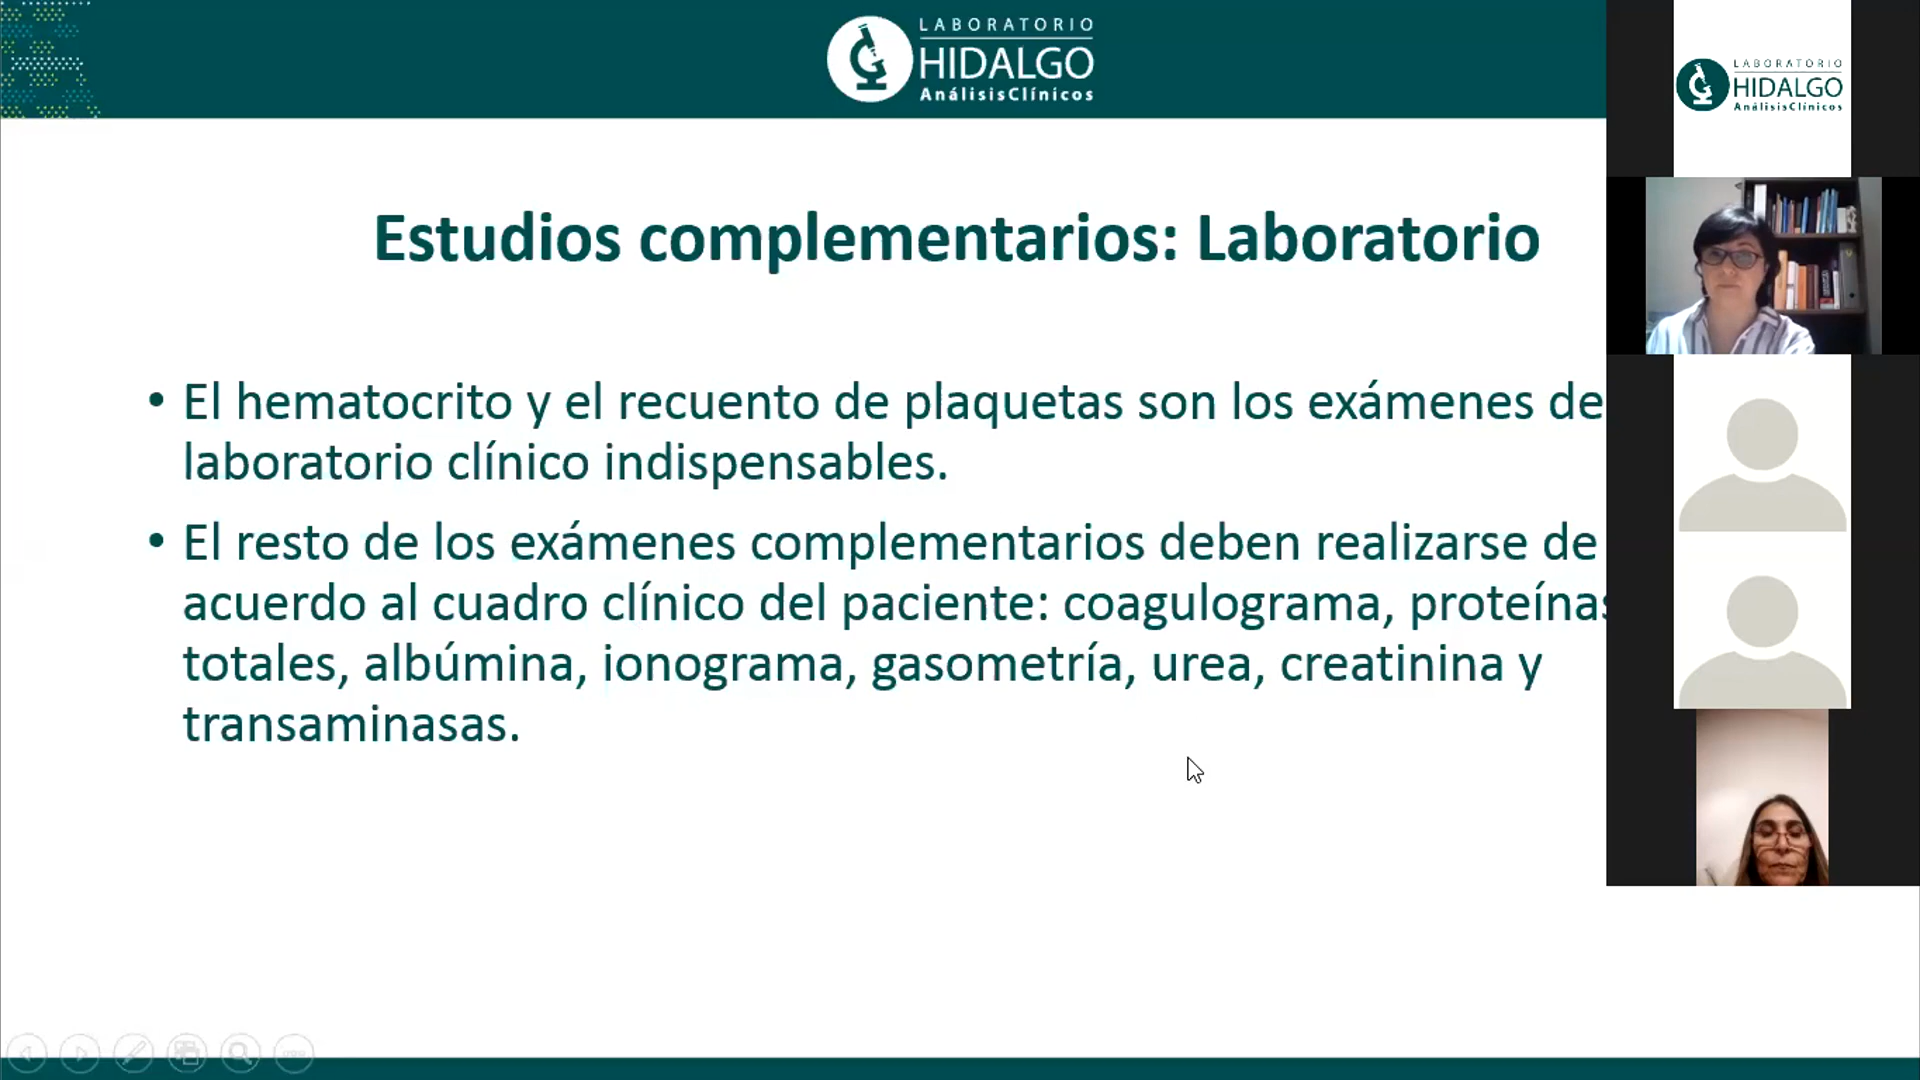 LABORATORIO
HIDALGO
AnálisisClínicos
LABORATORIO
HIDALGO
AnálisisClínicos
Estudios complementarios: Laboratorio
• El hematocrito y el recuento de plaquetas son los exámenes de
laboratorio clínico indispensables.
• El resto de los exámenes complementarios deben realizarse de
acuerdo al cuadro clínico del paciente: coagulograma, proteínas
totales, albúmina, ionograma, gasometría, urea, creatinina y
transaminasas.